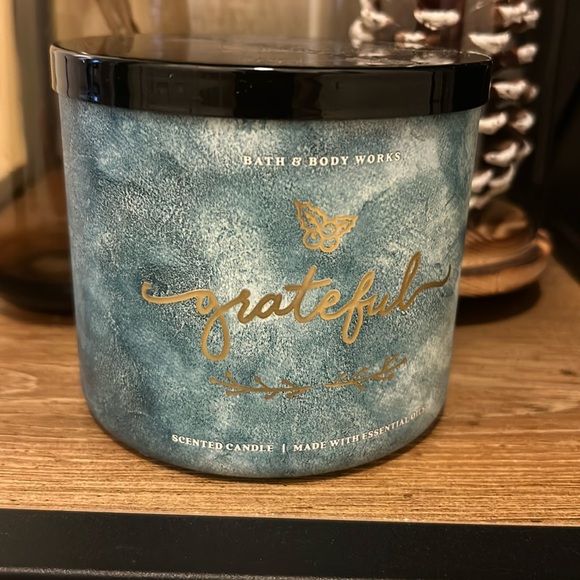 BATH & BODY WORKS
grateful
SCENTED CANDLE | MADE WITH ESSENTIAL OILS